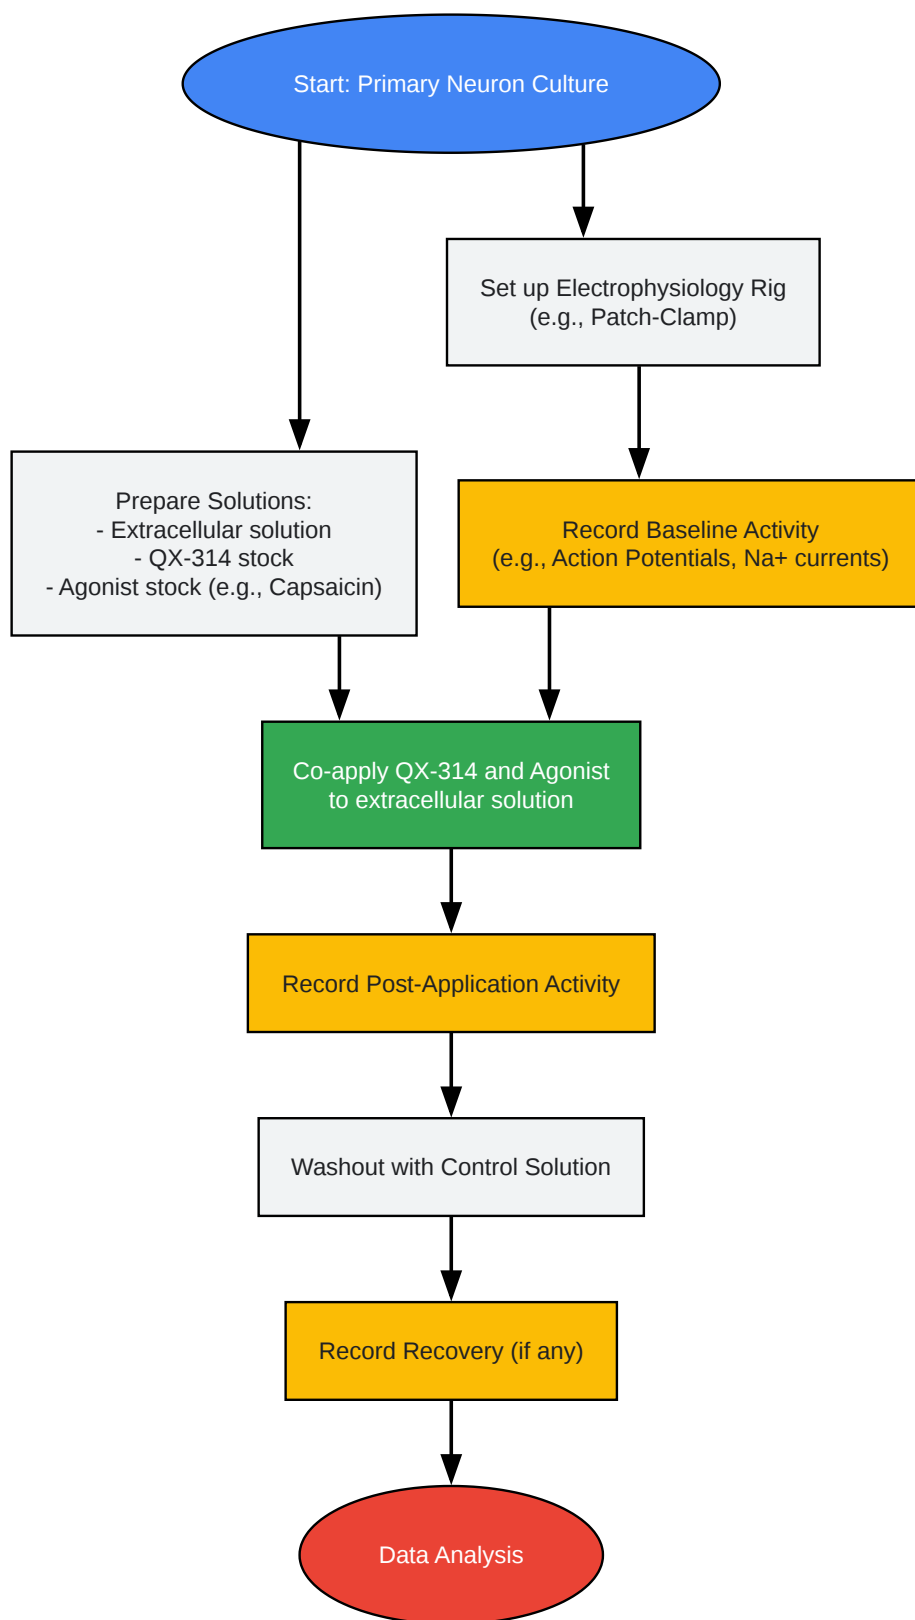 Start: Primary Neuron Culture
Set up Electrophysiology Rig
(e.g., Patch-Clamp)
Prepare Solutions:
- Extracellular solution
- QX-314 stock
- Agonist stock (e.g., Capsaicin)
Record Baseline Activity
(e.g., Action Potentials, Na+ currents)
Co-apply QX-314 and Agonist
to extracellular solution
Record Post-Application Activity
Washout with Control Solution
Record Recovery (if any)
Data Analysis